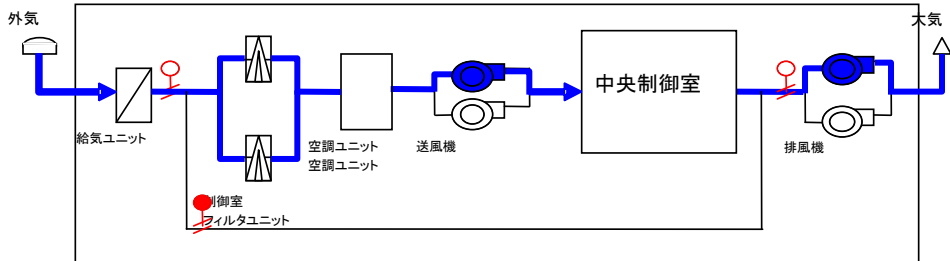 外気
大気
中央制御室
給気ユニット
空調ユニット
空調ユニット
送風機
排風機
制御室
フィルタユニット